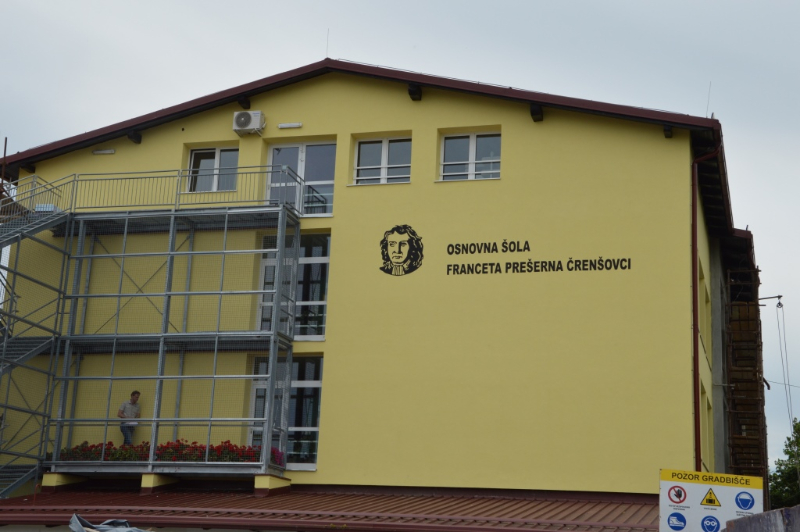 OSNOVNA ŠOLA
FRANCETA PREŠERNA ČRENŠOVCI
POZOR GRADBIŠČE